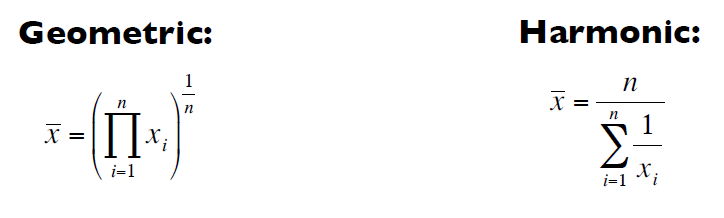 Geometric:
Harmonic:
x̄ = (∏_{i=1}^{n} x_i)^{1/n}
x̄ = n / ∑_{i=1}^{n} 1/x_i